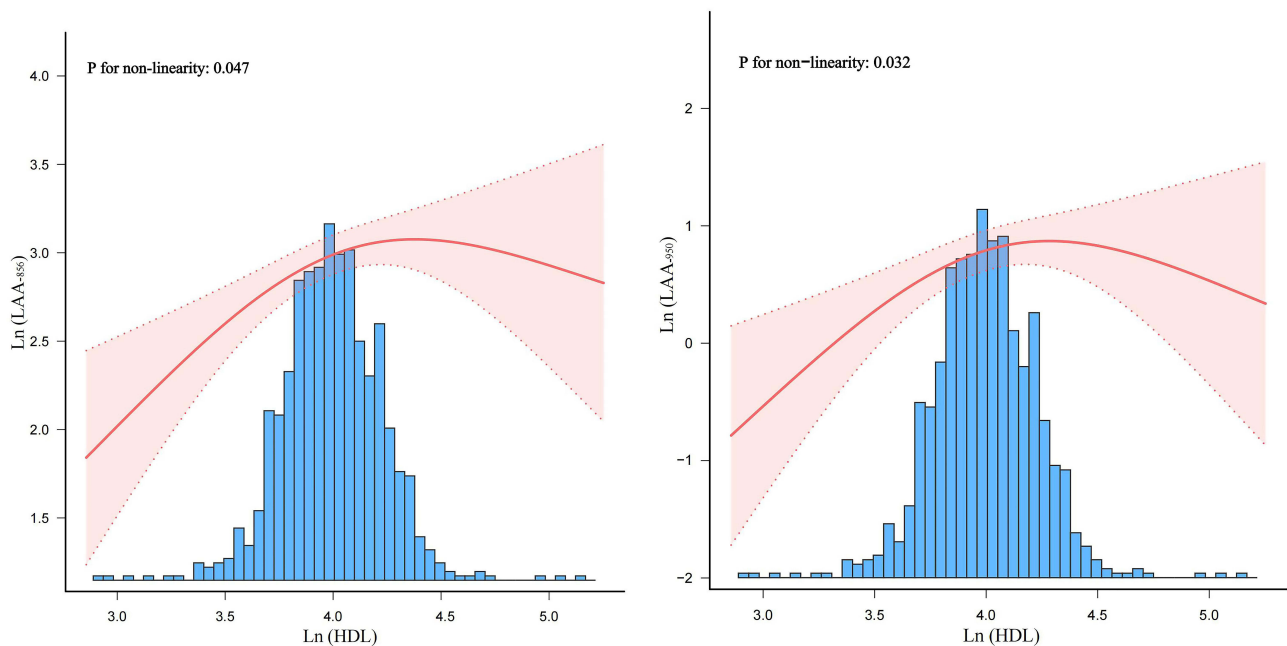 P for non-linearity: 0.047
4.0
3.5
3.0
2.5
2.0
1.5
Ln (LAA-856)
3.0 3.5 4.0 4.5 5.0
Ln (HDL)
P for non−linearity: 0.032
2
1
0
−1
−2
Ln (LAA-950)
3.0 3.5 4.0 4.5 5.0
Ln (HDL)